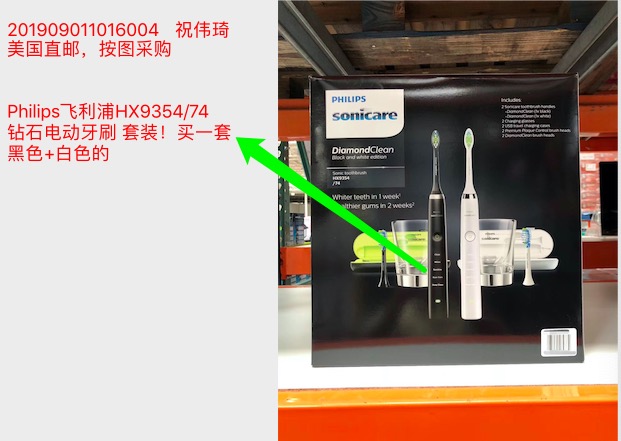 201909011016004 祝伟琦
美国直邮，按图采购
Philips飞利浦HX9354/74
钻石电动牙刷 套装！买一套
黑色+白色的
PHILIPS
sonicare
DiamondClean
Black and white edition
Sonic toothbrush
HX9354
/74
Whiter teeth in 1 week¹
healthier gums in 2 weeks²
Includes:
2 Sonicare toothbrush handles
- DiamondClean (1x black)
- DiamondClean (1x white)
2 Charging glasses
2 USB travel charging cases
2 Premium Plaque Control brush heads
2 DiamondClean brush heads